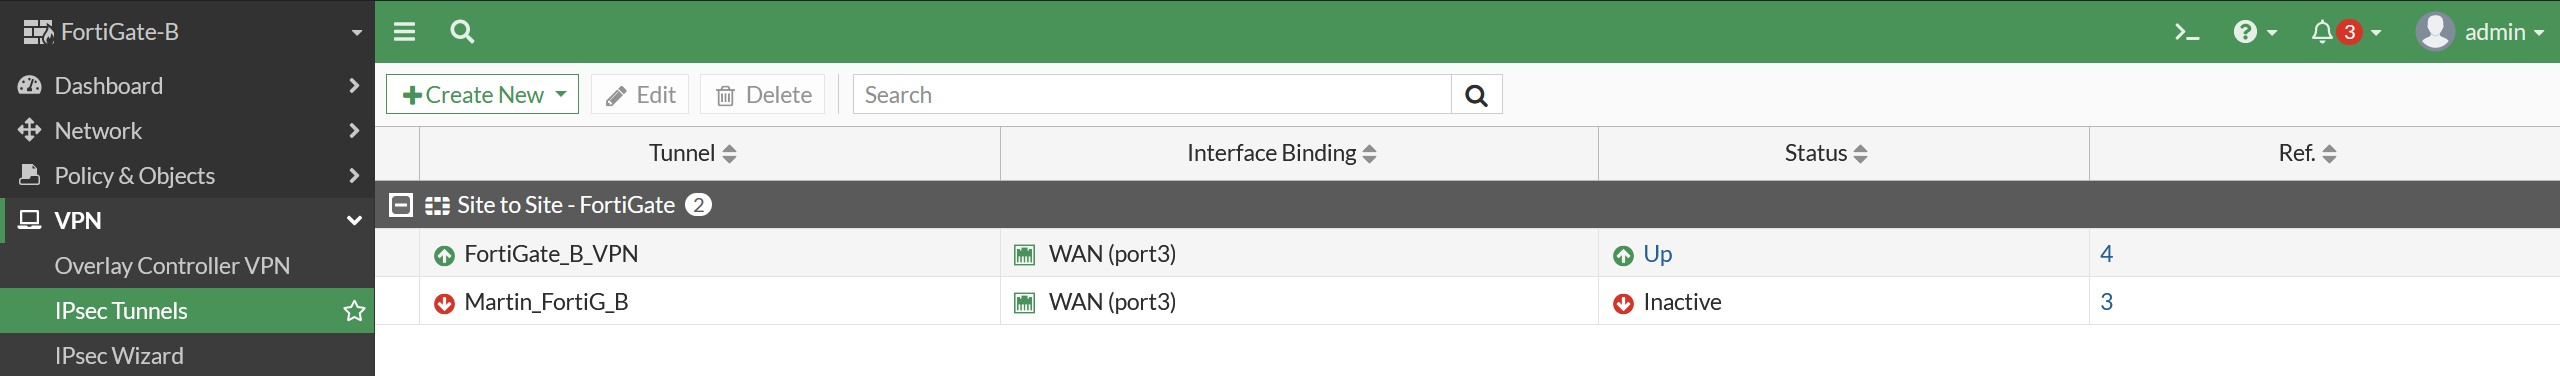 FortiGate-B
3
admin
Dashboard
Network
Policy & Objects
VPN
Overlay Controller VPN
IPsec Tunnels
IPsec Wizard
Create New
Edit
Delete
Search
Tunnel
Interface Binding
Status
Ref.
Site to Site - FortiGate 2
FortiGate_B_VPN
WAN (port3)
Up
4
Martin_FortiG_B
WAN (port3)
Inactive
3